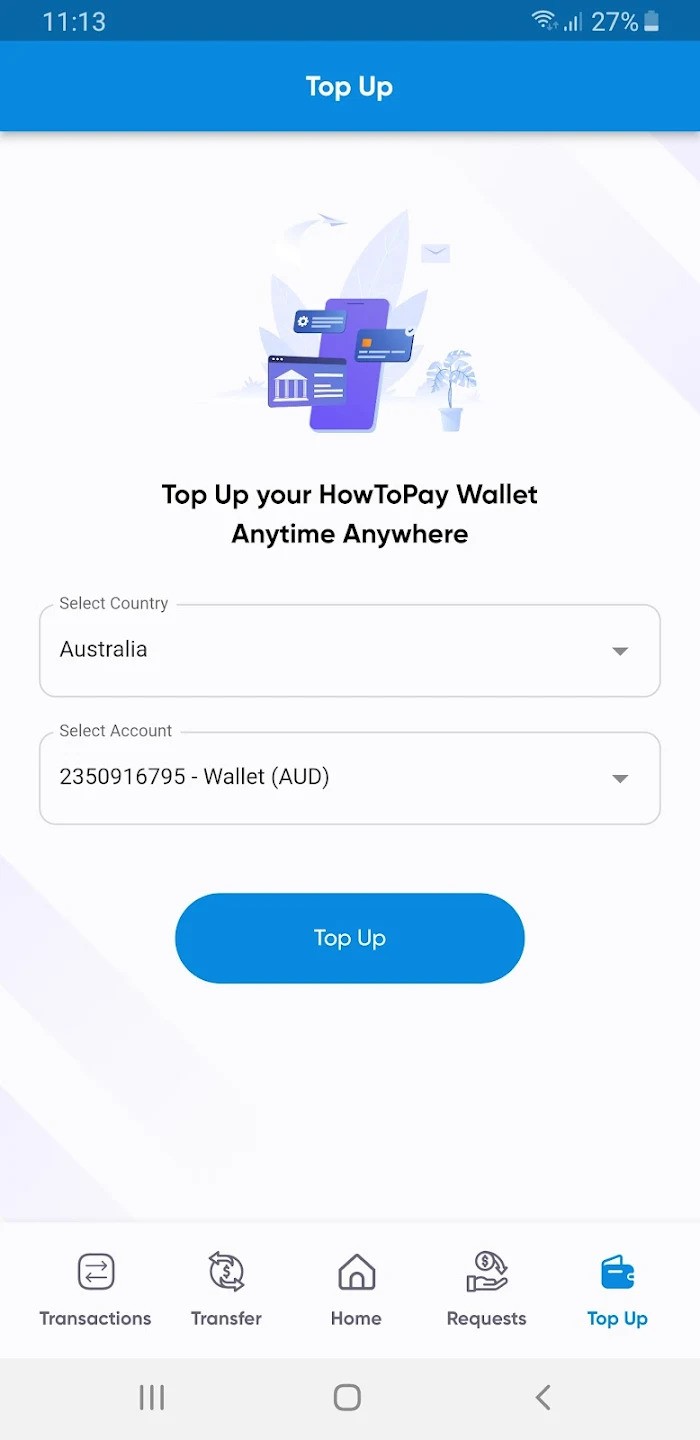 11:13
27%
Top Up
Top Up your HowToPay Wallet
Anytime Anywhere
Select Country
Australia
Select Account
2350916795 - Wallet (AUD)
Top Up
Transactions
Transfer
Home
Requests
Top Up